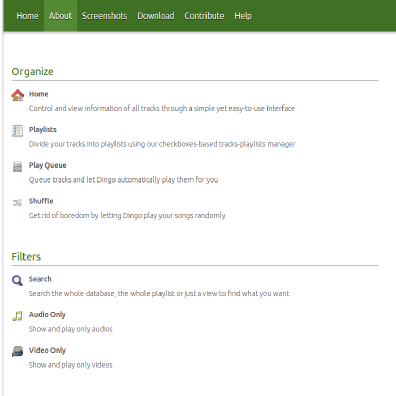 Home About Screenshots Download Contribute Help
Organize
Home
Control and view information of all tracks through a simple yet easy-to-use interface
Playlists
Divide your tracks into playlists using our checkboxes-based tracks-playlists manager
Play Queue
Queue tracks and let Dingo automatically play them for you
Shuffle
Get rid of boredom by letting Dingo play your songs randomly
Filters
Search
Search the whole database, the whole playlist or just a view to find what you want
Audio Only
Show and play only audios
Video Only
Show and play only videos